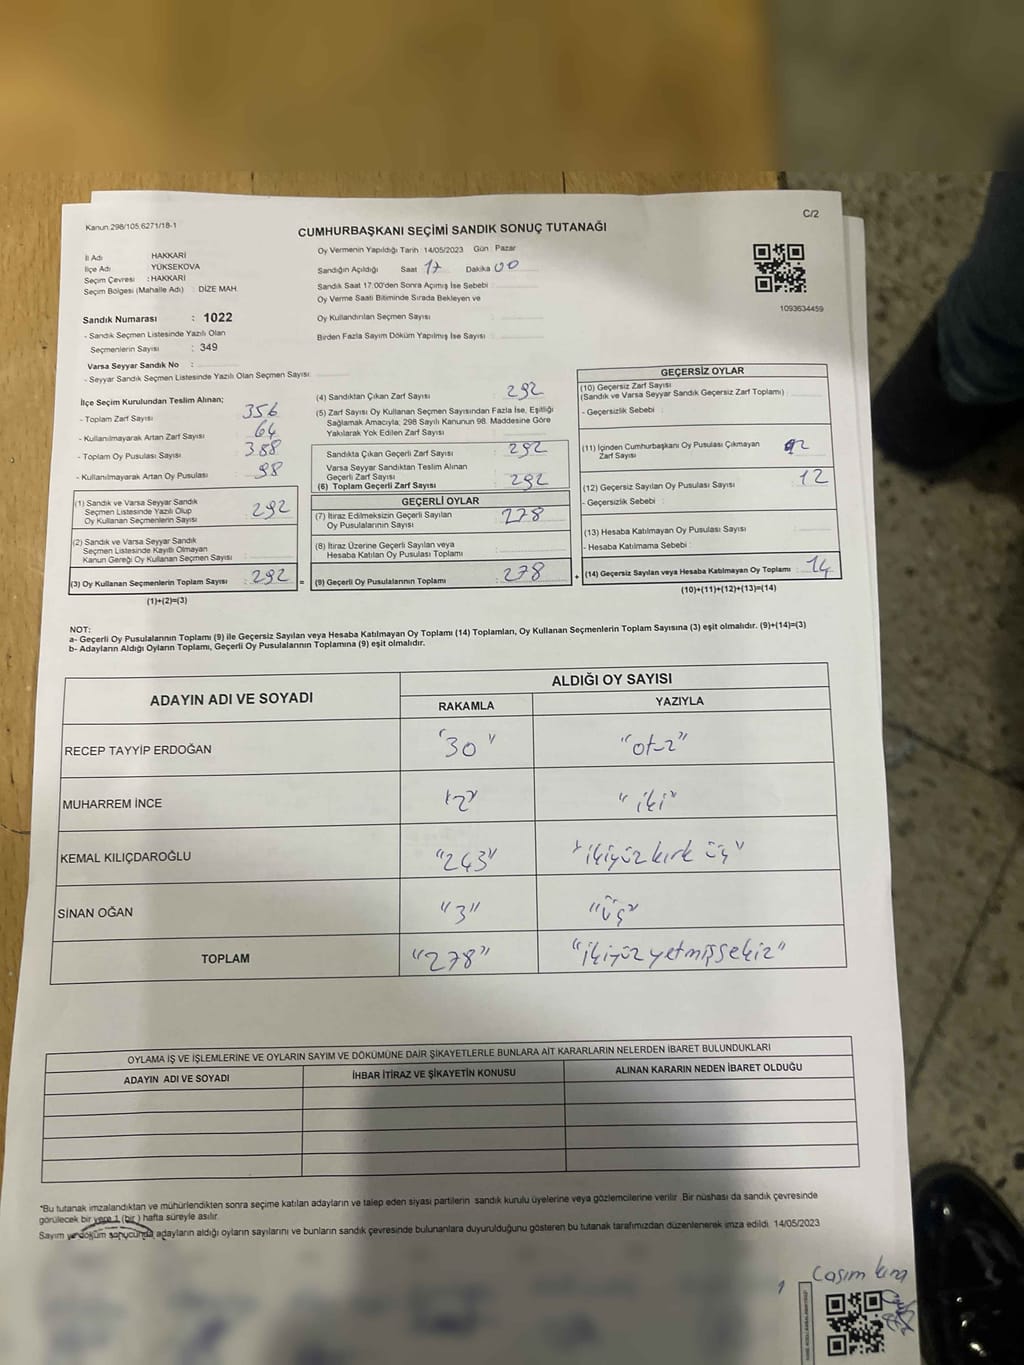 C/2
Kanun 298/105 6271/18-1
CUMHURBAŞKANI SEÇİMİ SANDIK SONUÇ TUTANAĞI
İl Adı HAKKARİ
İlçe Adı YÜKSEKOVA
Seçim Çevresi : HAKKARİ
Seçim Bölgesi (Mahalle Adı) : DİZE MAH.
Oy Vermenin Yapıldığı Tarih 14/05/2023 Gün Pazar
Sandığın Açıldığı Saat 17 Dakika 00
Sandık Saat 17:00'den Sonra Açımış İse Sebebi
Oy Verme Saati Bitiminde Sırada Bekleyen ve
Oy Kullandırılan Seçmen Sayısı :
Birden Fazla Sayım Döküm Yapılmış İse Sayısı :
1093634459
Sandık Numarası : 1022
- Sandık Seçmen Listesinde Yazılı Olan
Seçmenlerin Sayısı : 349
Varsa Seyyar Sandık No :
- Seyyar Sandık Seçmen Listesinde Yazılı Olan Seçmen Sayısı
İlçe Seçim Kurulundan Teslim Alınan;
- Toplam Zarf Sayısı 356
- Kullanılmayarak Artan Zarf Sayısı 64
- Toplam Oy Pusulası Sayısı 388
- Kullanılmayarak Artan Oy Pusulası 98
(1) Sandık ve Varsa Seyyar Sandık
Seçmen Listesinde Yazılı Olup
Oy Kullanan Seçmenlerin Sayısı : 292
(2) Sandık ve Varsa Seyyar Sandık
Seçmen Listesinde Kayıtlı Olmayan
Kanun Gereği Oy Kullanan Seçmen Sayısı :
(3) Oy Kullanan Seçmenlerin Toplam Sayısı : 292 =
(1)+(2)=(3)
(4) Sandıktan Çıkan Zarf Sayısı : 292
(5) Zarf Sayısı Oy Kullanan Seçmen Sayısından Fazla İse, Eşitliği
Sağlamak Amacıyla; 298 Sayılı Kanunun 98. Maddesine Göre
Yakılarak Yok Edilen Zarf Sayısı :
Sandıkta Çıkan Geçerli Zarf Sayısı : 292
Varsa Seyyar Sandıktan Teslim Alınan
Geçerli Zarf Sayısı
(6) Toplam Geçerli Zarf Sayısı : 292
GEÇERLİ OYLAR
(7) İtiraz Edilmeksizin Geçerli Sayılan
Oy Pusulalarının Sayısı : 278
(8) İtiraz Üzerine Geçerli Sayılan veya
Hesaba Katılan Oy Pusulası Toplamı :
(9) Geçerli Oy Pusulalarının Toplamı : 278 +
GEÇERSİZ OYLAR
(10) Geçersiz Zarf Sayısı
(Sandık ve Varsa Seyyar Sandık Geçersiz Zarf Toplamı)
- Geçersizlik Sebebi :
(11) İçinden Cumhurbaşkanı Oy Pusulası Çıkmayan
Zarf Sayısı 2
(12) Geçersiz Sayılan Oy Pusulası Sayısı : 12
- Geçersizlik Sebebi :
(13) Hesaba Katılmayan Oy Pusulası Sayısı
- Hesaba Katılmama Sebebi :
(14) Geçersiz Sayılan veya Hesaba Katılmayan Oy Toplamı : 14
(10)+(11)+(12)+(13)=(14)
NOT:
a- Geçerli Oy Pusulalarının Toplamı (9) ile Geçersiz Sayılan veya Hesaba Katılmayan Oy Toplamı (14) Toplamları, Oy Kullanan Seçmenlerin Toplam Sayısına (3) eşit olmalıdır. (9)+(14)=(3)
b- Adayların Aldığı Oyların Toplamı, Geçerli Oy Pusulalarının Toplamına (9) eşit olmalıdır.
ADAYIN ADI VE SOYADI ALDIĞI OY SAYISI
RAKAMLA YAZIYLA
RECEP TAYYİP ERDOĞAN "30" "otuz"
MUHARREM İNCE "2" "iki"
KEMAL KILIÇDAROĞLU "243" "ikiyüz kırk üç"
SİNAN OĞAN "3" "üç"
TOPLAM "278" "ikiyüz yetmişsekiz"
OYLAMA İŞ VE İŞLEMLERİNE VE OYLARIN SAYIM VE DÖKÜMÜNE DAİR ŞİKAYETLERLE BUNLARA AİT KARARLARIN NELERDEN İBARET BULUNDUKLARI
ADAYIN ADI VE SOYADI İHBAR İTİRAZ VE ŞİKAYETİN KONUSU ALINAN KARARIN NEDEN İBARET OLDUĞU
*Bu tutanak imzalandıktan ve mühürlendikten sonra seçime katılan adayların ve talep eden siyasi partilerin sandık kurulu üyelerine veya gözlemcilerine verilir. Bir nüshası da sandık çevresinde
görülecek bir yere 1 (bir) hafta süreyle asılır.
Sayım ve döküm sonucunda adayların aldığı oyların sayılarını ve bunların sandık çevresinde bulunanlara duyurulduğunu gösteren bu tutanak tarafımızdan düzenlenerek imza edildi. 14/05/2023